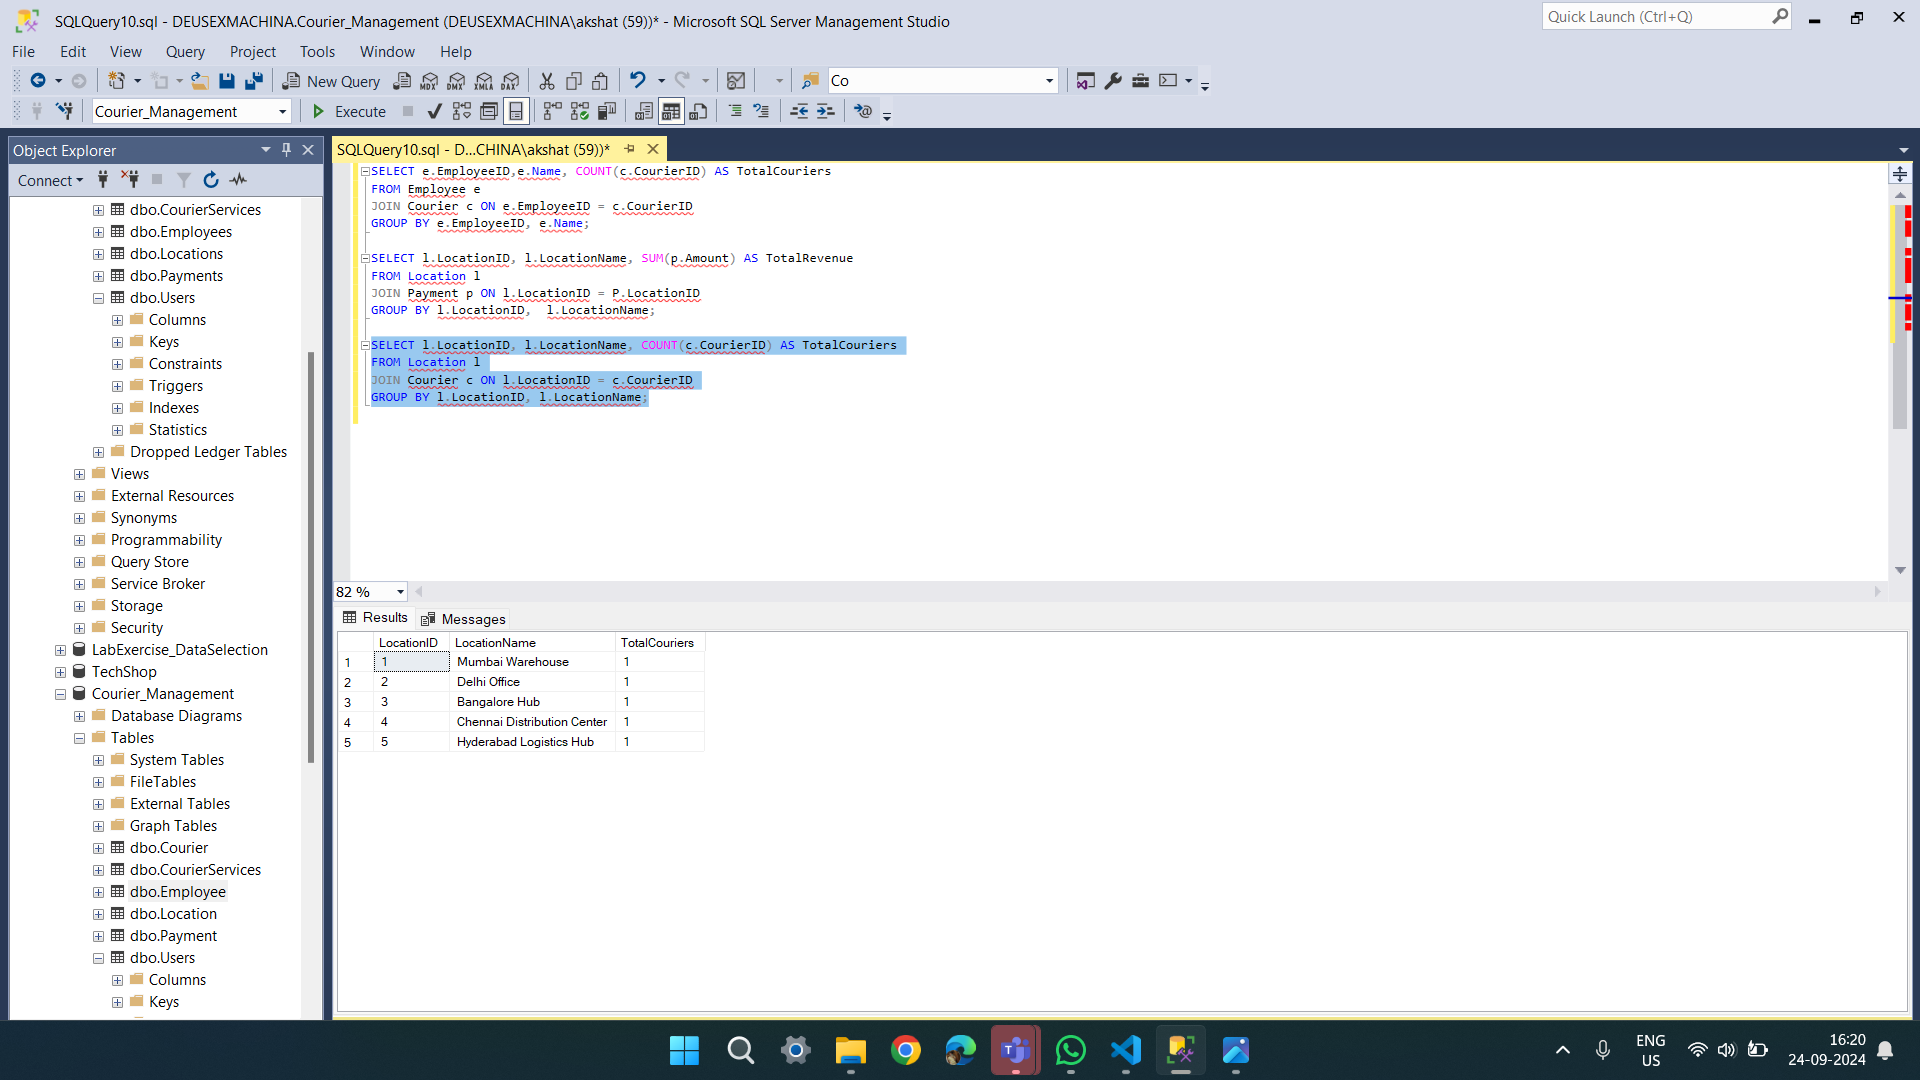 SQLQuery10.sql - DEUSEXMACHINA.Courier_Management (DEUSEXMACHINA\akshat (59))* - Microsoft SQL Server Management Studio
Quick Launch (Ctrl+Q)
File Edit View Query Project Tools Window Help
New Query MDX DMX XMLA DAX Co
Courier_Management Execute
Object Explorer
Connect
dbo.CourierServices
dbo.Employees
dbo.Locations
dbo.Payments
dbo.Users
Columns
Keys
Constraints
Triggers
Indexes
Statistics
Dropped Ledger Tables
Views
External Resources
Synonyms
Programmability
Query Store
Service Broker
Storage
Security
LabExercise_DataSelection
TechShop
Courier_Management
Database Diagrams
Tables
System Tables
FileTables
External Tables
Graph Tables
dbo.Courier
dbo.CourierServices
dbo.Employee
dbo.Location
dbo.Payment
dbo.Users
Columns
Keys
SQLQuery10.sql - D...CHINA\akshat (59))*
SELECT e.EmployeeID,e.Name, COUNT(c.CourierID) AS TotalCouriers
FROM Employee e
JOIN Courier c ON e.EmployeeID = c.CourierID
GROUP BY e.EmployeeID, e.Name;
SELECT l.LocationID, l.LocationName, SUM(p.Amount) AS TotalRevenue
FROM Location l
JOIN Payment p ON l.LocationID = P.LocationID
GROUP BY l.LocationID,  l.LocationName;
SELECT l.LocationID, l.LocationName, COUNT(c.CourierID) AS TotalCouriers
FROM Location l
JOIN Courier c ON l.LocationID = c.CourierID
GROUP BY l.LocationID, l.LocationName;
82 %
Results Messages
LocationID LocationName TotalCouriers
1 1 Mumbai Warehouse 1
2 2 Delhi Office 1
3 3 Bangalore Hub 1
4 4 Chennai Distribution Center 1
5 5 Hyderabad Logistics Hub 1
ENG
US
16:20
24-09-2024